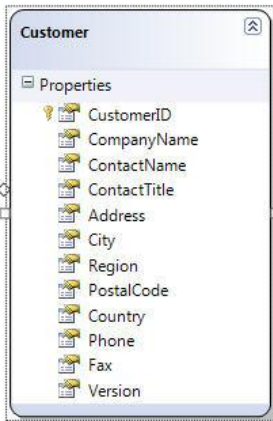 Customer
Properties
CustomerID
CompanyName
ContactName
ContactTitle
Address
City
Region
PostalCode
Country
Phone
Fax
Version